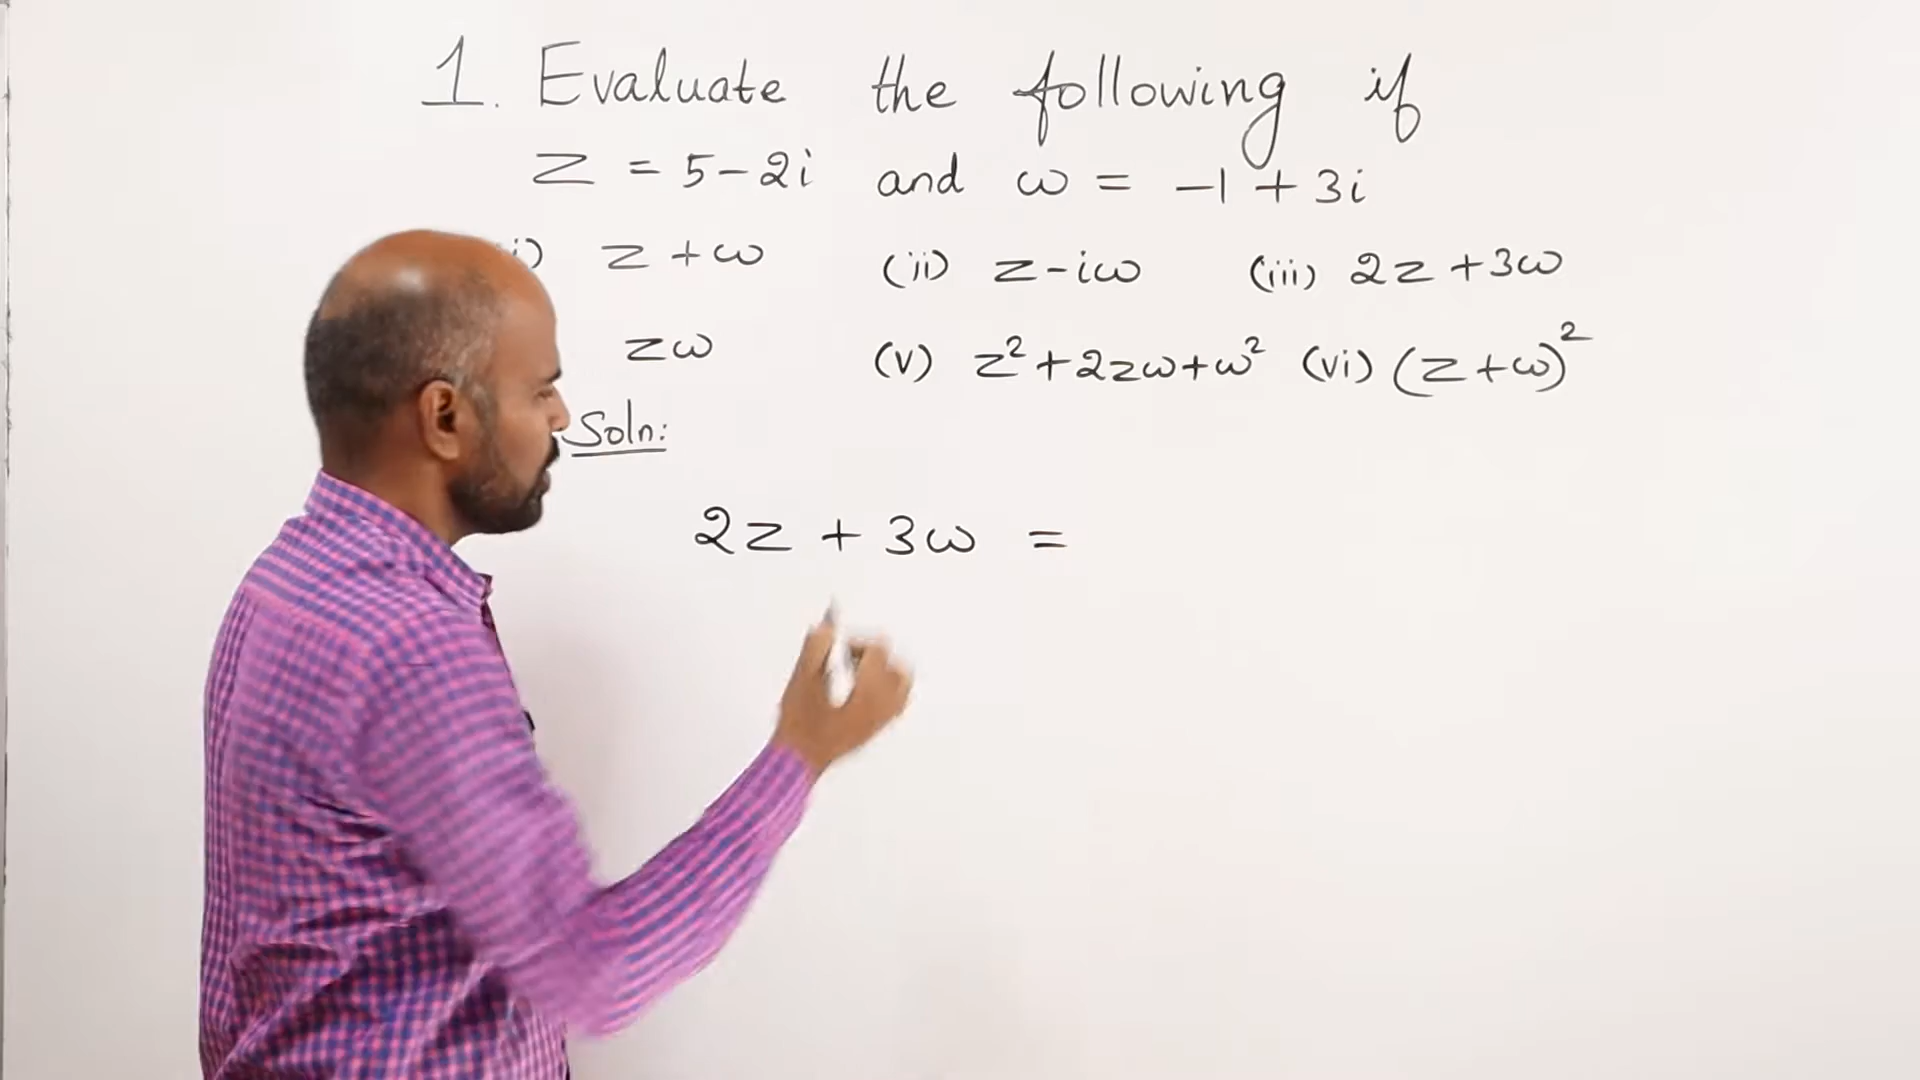 1. Evaluate the following if
z = 5-2i and ω = -1 + 3i
i) z + ω (ii) z - iω (iii) 2z + 3ω
zω (v) z² + 2zω + ω² (vi) (z + ω)²
Soln:
2z + 3ω =